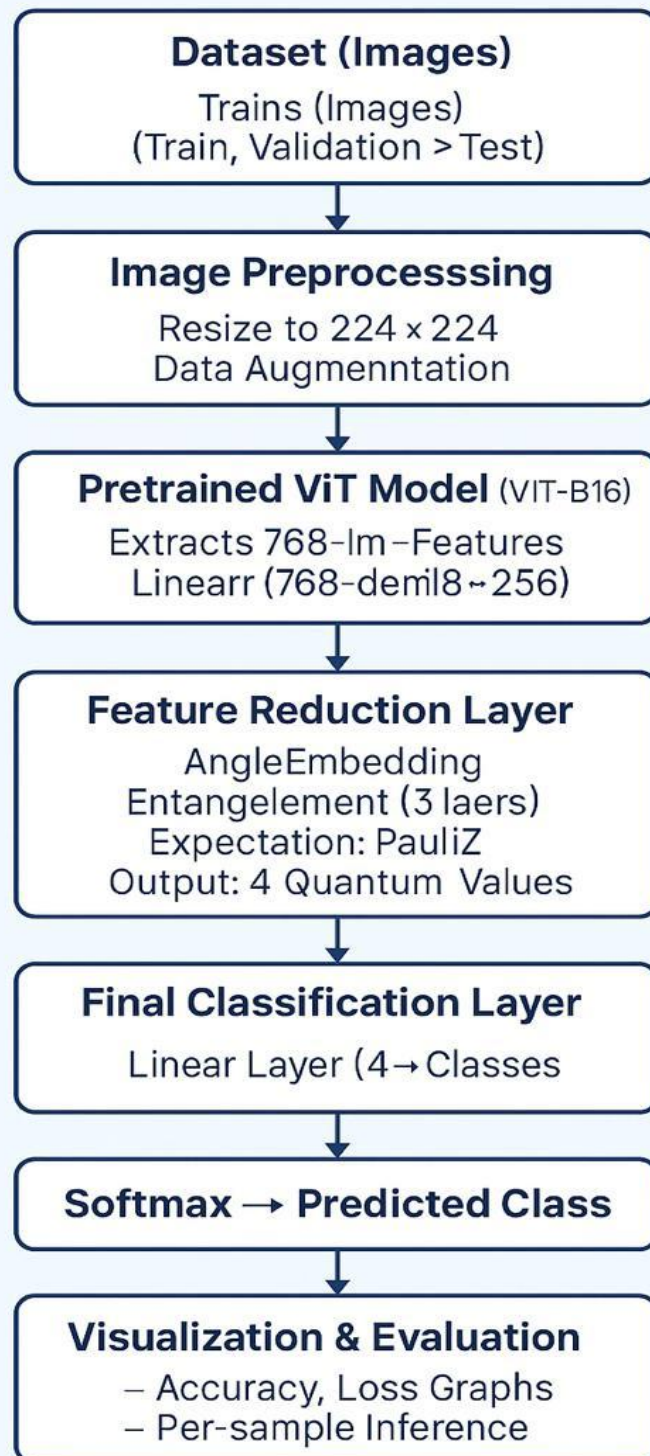 Dataset (Images)
Trains (Images)
(Train, Validation > Test)
Image Preprocesssing
Resize to 224 × 224
Data Augmenntation
Pretrained ViT Model (VIT-B16)
Extracts 768-lm-Features
Linearr (768-deml8↔256)
Feature Reduction Layer
AngleEmbedding
Entangelement (3 laers)
Expectation: PauliZ
Output: 4 Quantum Values
Final Classification Layer
Linear Layer (4→Classes
Softmax → Predicted Class
Visualization & Evaluation
– Accuracy, Loss Graphs
– Per-sample Inference